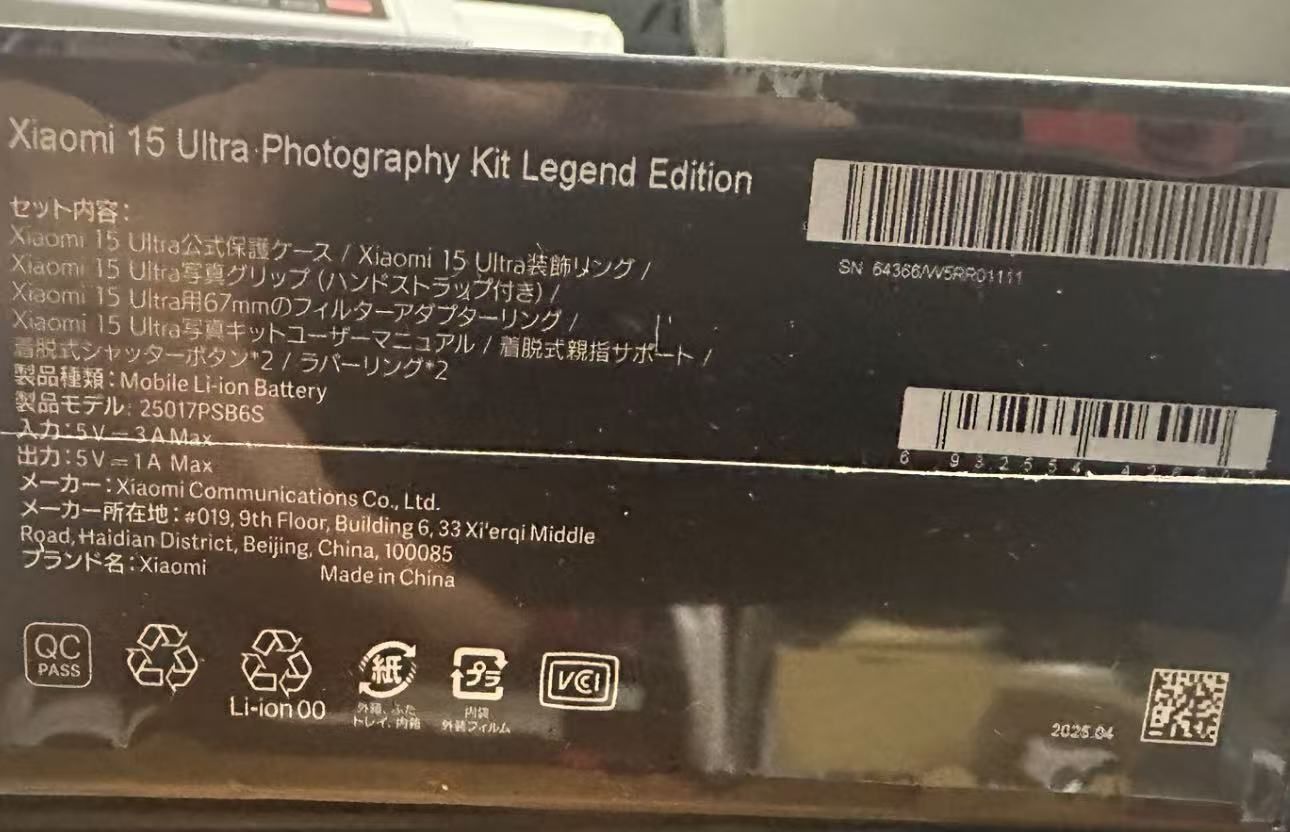 Xiaomi 15 Ultra Photography Kit Legend Edition
セット内容:
Xiaomi 15 Ultra公式保護ケース / Xiaomi 15 Ultra装飾リング /
Xiaomi 15 Ultra写真グリップ (ハンドストラップ付き) /
Xiaomi 15 Ultra用67mmのフィルターアダプターリング /
Xiaomi 15 Ultra写真キットユーザーマニュアル / 着脱式親指サポート /
着脱式シャッターボタン*2 / ラバーリング*2
製品種類:Mobile Li-ion Battery
製品モデル: 25017PSB6S
入力:5V⎓3A Max
出力:5V⎓1A Max
メーカー:Xiaomi Communications Co., Ltd.
メーカー所在地:#019, 9th Floor, Building 6, 33 Xi'erqi Middle
Road, Haidian District, Beijing, China, 100085
ブランド名:Xiaomi
Made in China
SN
6 932554
QC
PASS
Li-ion 00
紙
外箱、ふた
トレイ、内箱
プラ
内袋
外装フィルム
VCCI